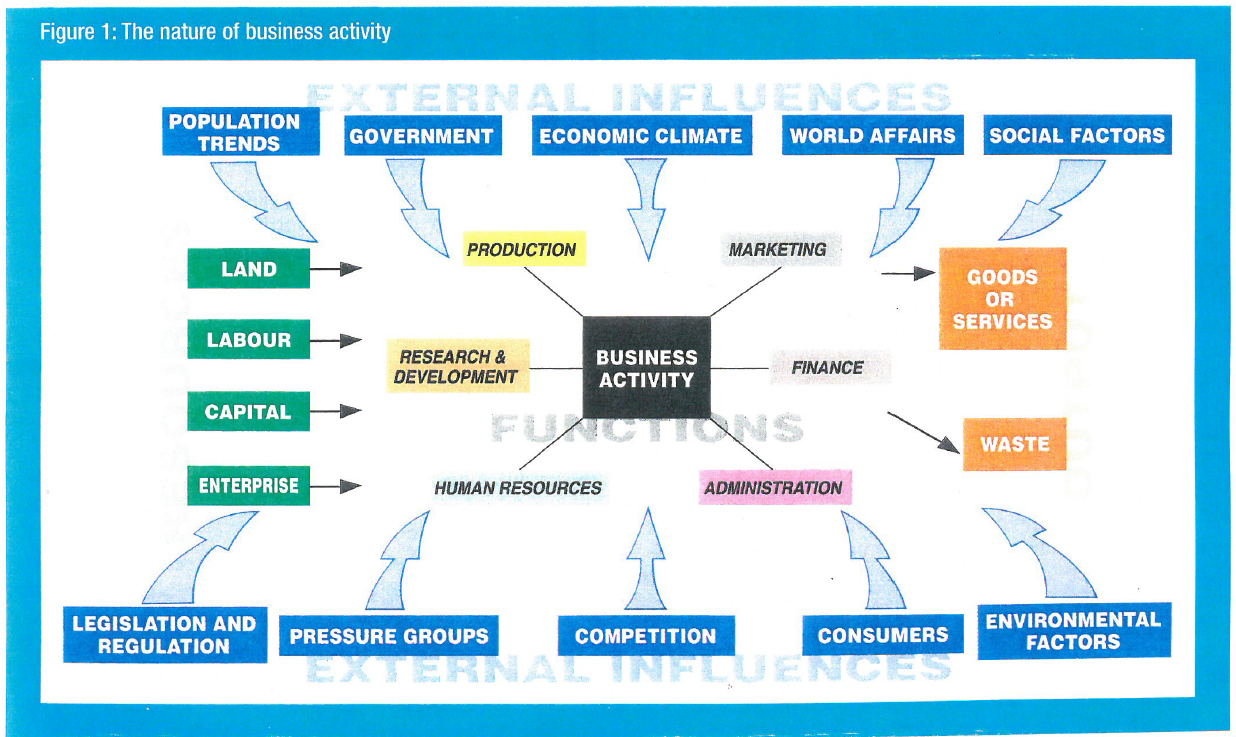 Figure 1: The nature of business activity
EXTERNAL INFLUENCES
POPULATION
TRENDS
GOVERNMENT
ECONOMIC CLIMATE
WORLD AFFAIRS
SOCIAL FACTORS
PRODUCTION
MARKETING
LAND
GOODS
OR
SERVICES
LABOUR
RESEARCH &
DEVELOPMENT
BUSINESS
ACTIVITY
FINANCE
CAPITAL
FUNCTIONS
WASTE
ENTERPRISE
HUMAN RESOURCES
ADMINISTRATION
LEGISLATION AND
REGULATION
PRESSURE GROUPS
COMPETITION
CONSUMERS
ENVIRONMENTAL
FACTORS
EXTERNAL INFLUENCES